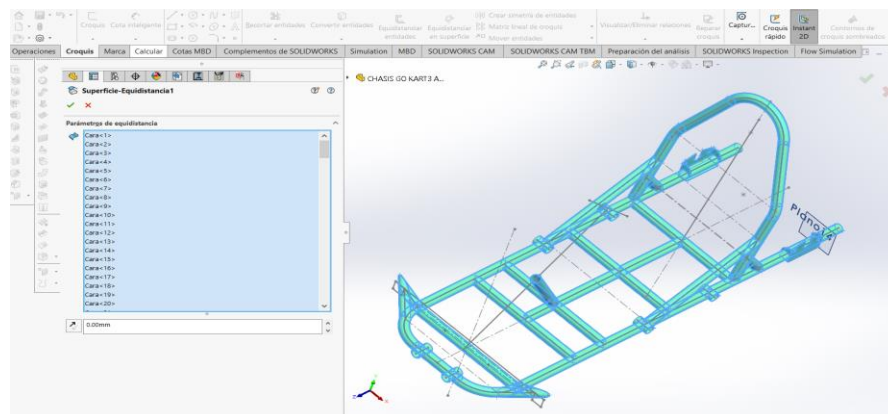 Croquis
Cota inteligente
Recortar entidades
Convertir entidades
Equidistanciar entidades
Equidistanciar en superficie
Crear simetría de entidades
Matriz lineal de croquis
Mover entidades
Visualizar/Eliminar relaciones
Reparar croquis
Captur...
Croquis rápido
Instant 2D
Contornos de croquis sombreados
Operaciones Croquis Marca Calcular Cotas MBD Complementos de SOLIDWORKS Simulation MBD SOLIDWORKS CAM SOLIDWORKS CAM TBM Preparación del análisis SOLIDWORKS Inspection Flow Simulation
CHASIS GO KART3 A...
Superficie-Equidistancia1
Parámetros de equidistancia
Cara<1>
Cara<2>
Cara<3>
Cara<4>
Cara<5>
Cara<6>
Cara<7>
Cara<8>
Cara<9>
Cara<10>
Cara<11>
Cara<12>
Cara<13>
Cara<14>
Cara<15>
Cara<16>
Cara<17>
Cara<18>
Cara<19>
Cara<20>
0.00mm